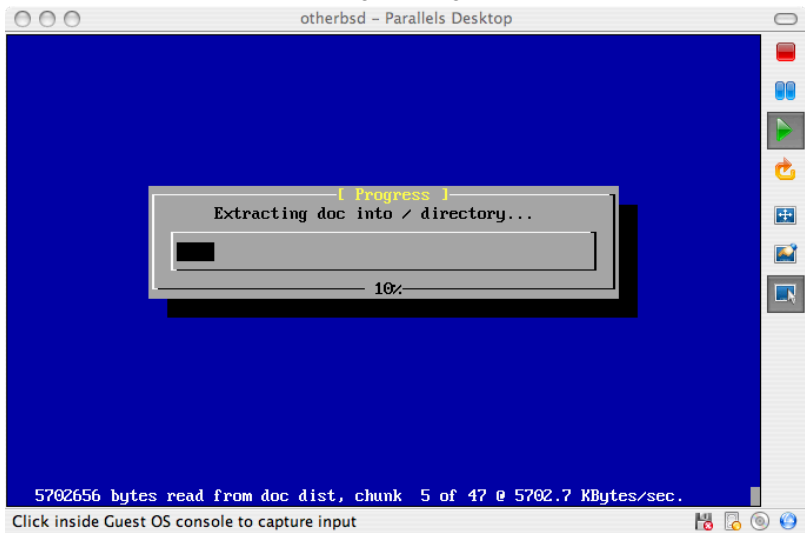 otherbsd – Parallels Desktop
[ Progress ]
Extracting doc into / directory...
10%
5702656 bytes read from doc dist, chunk  5 of 47 @ 5702.7 KBytes/sec.
Click inside Guest OS console to capture input